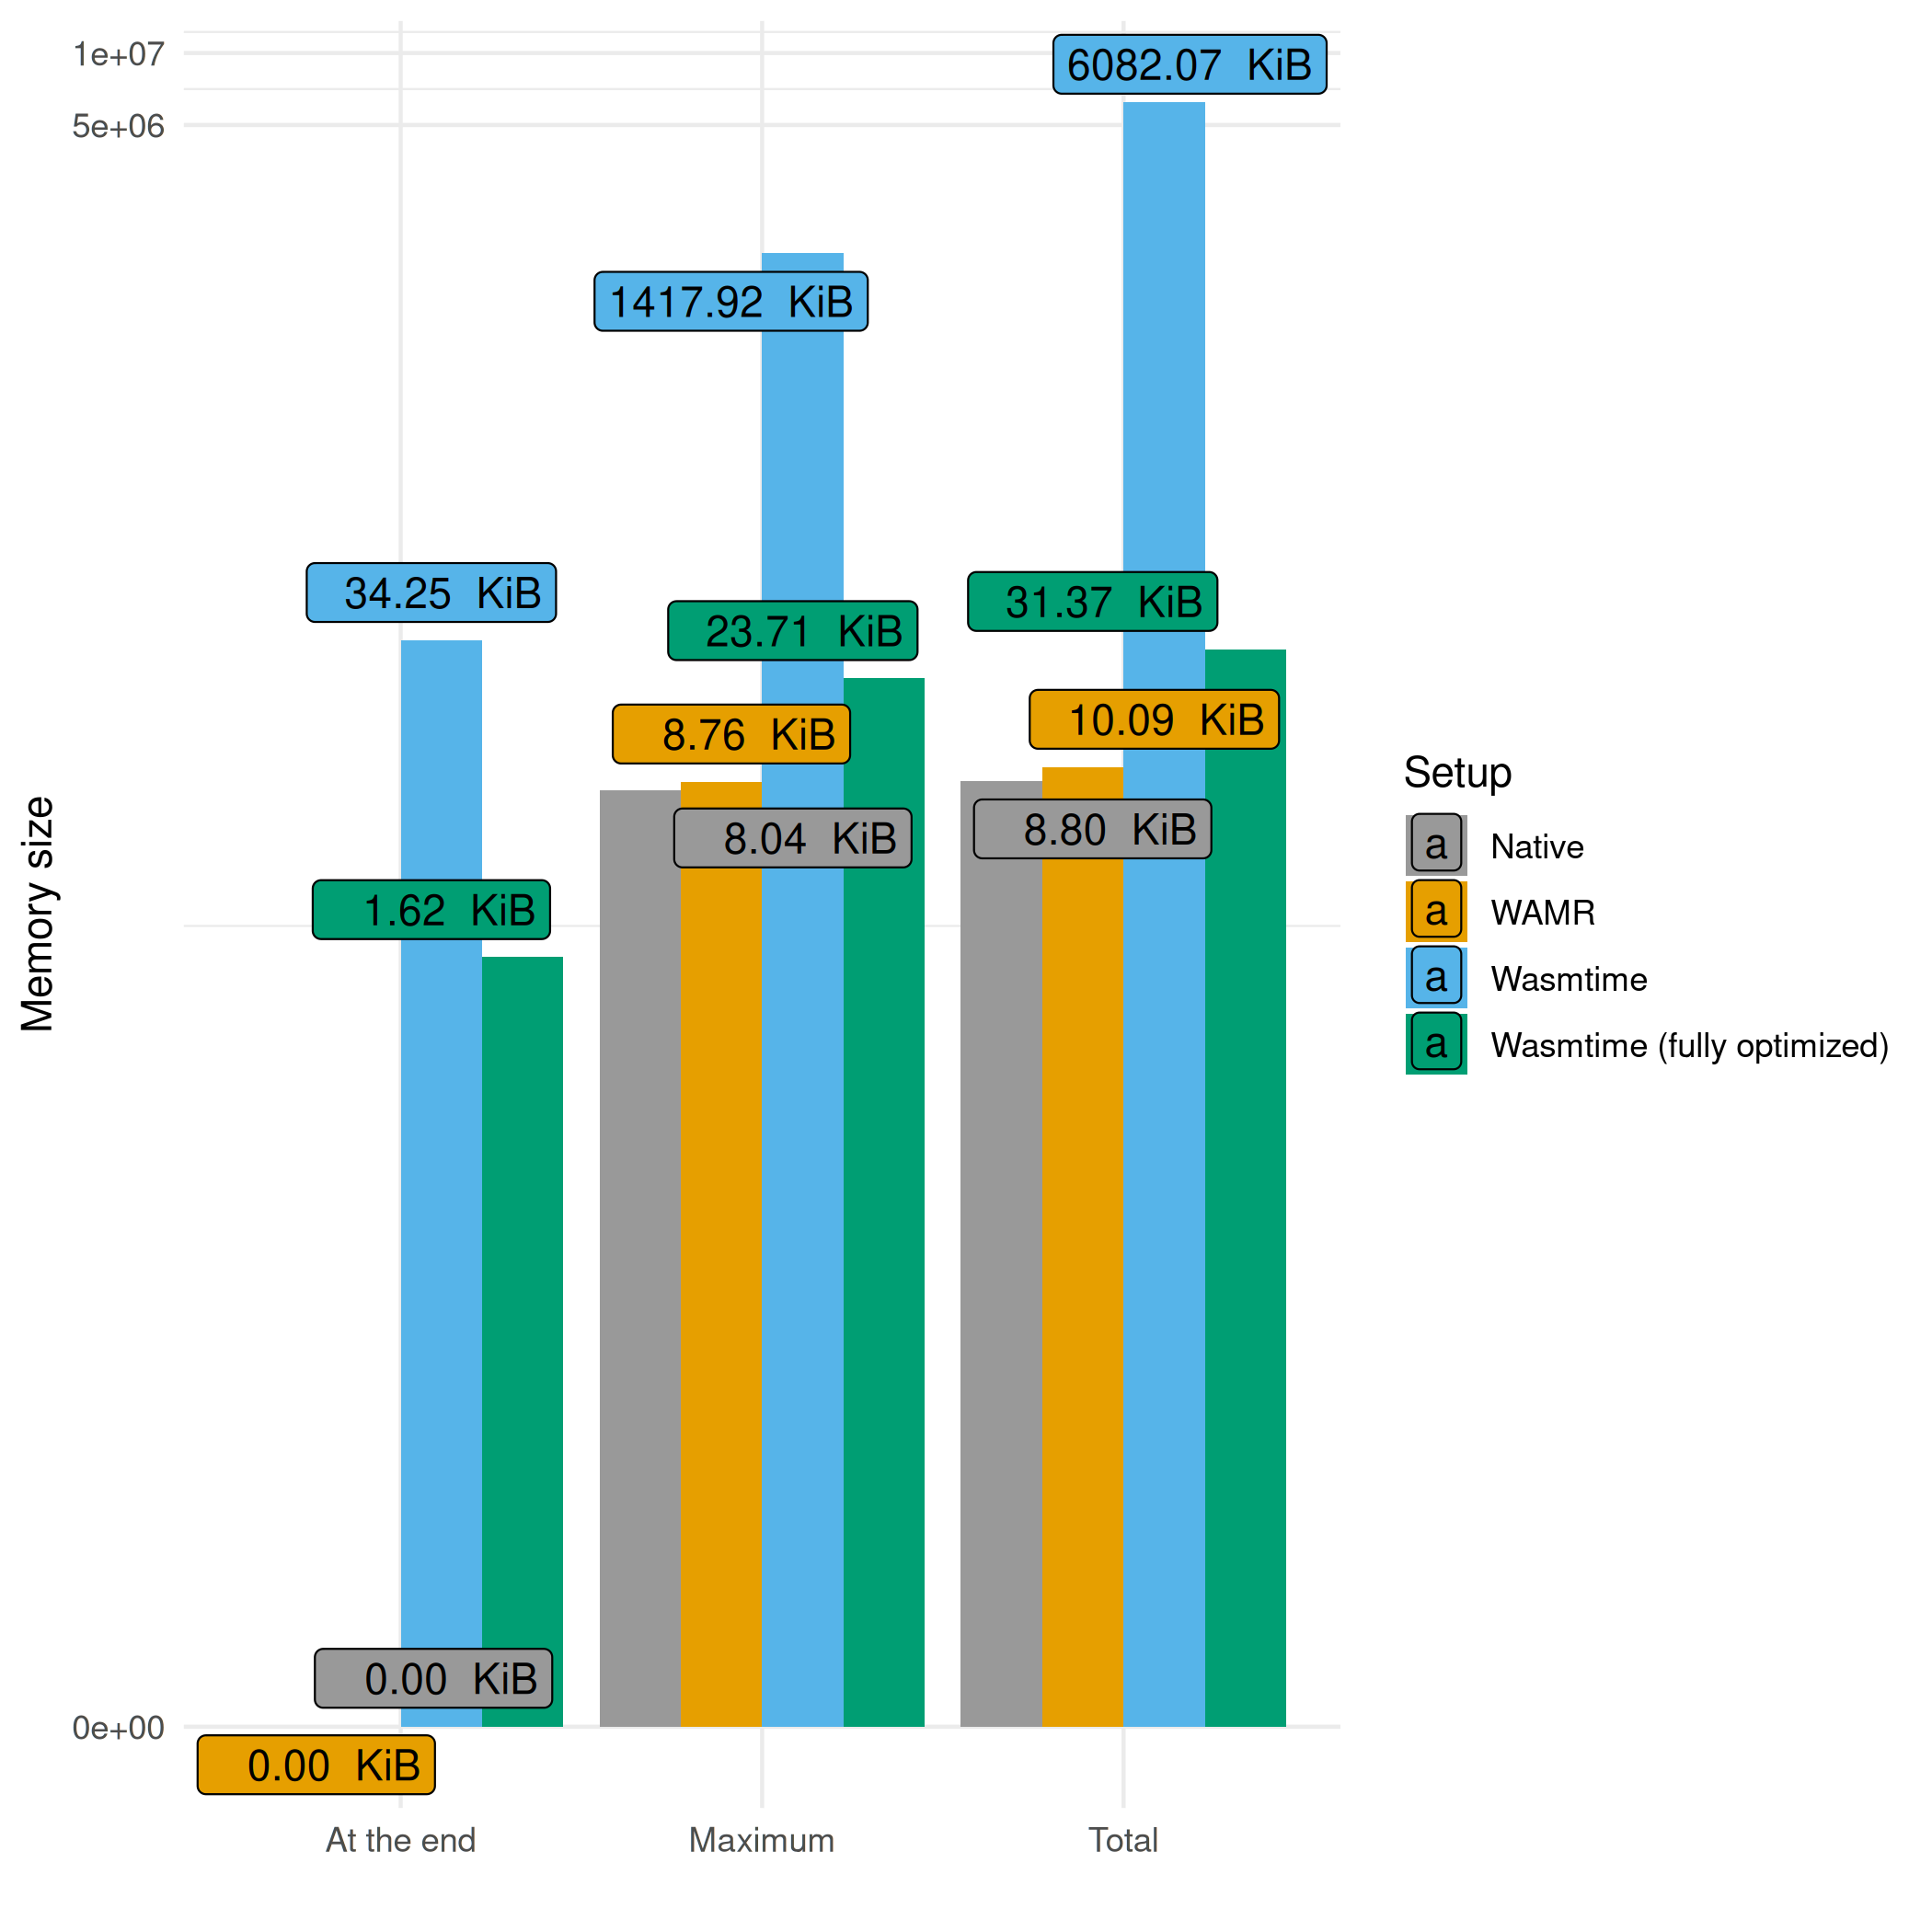 1e+07
5e+06
0e+00
Memory size
6082.07 KiB
1417.92 KiB
34.25 KiB
31.37 KiB
23.71 KiB
10.09 KiB
8.76 KiB
8.80 KiB
8.04 KiB
1.62 KiB
0.00 KiB
0.00 KiB
At the end
Maximum
Total
Setup
a Native
a WAMR
a Wasmtime
a Wasmtime (fully optimized)